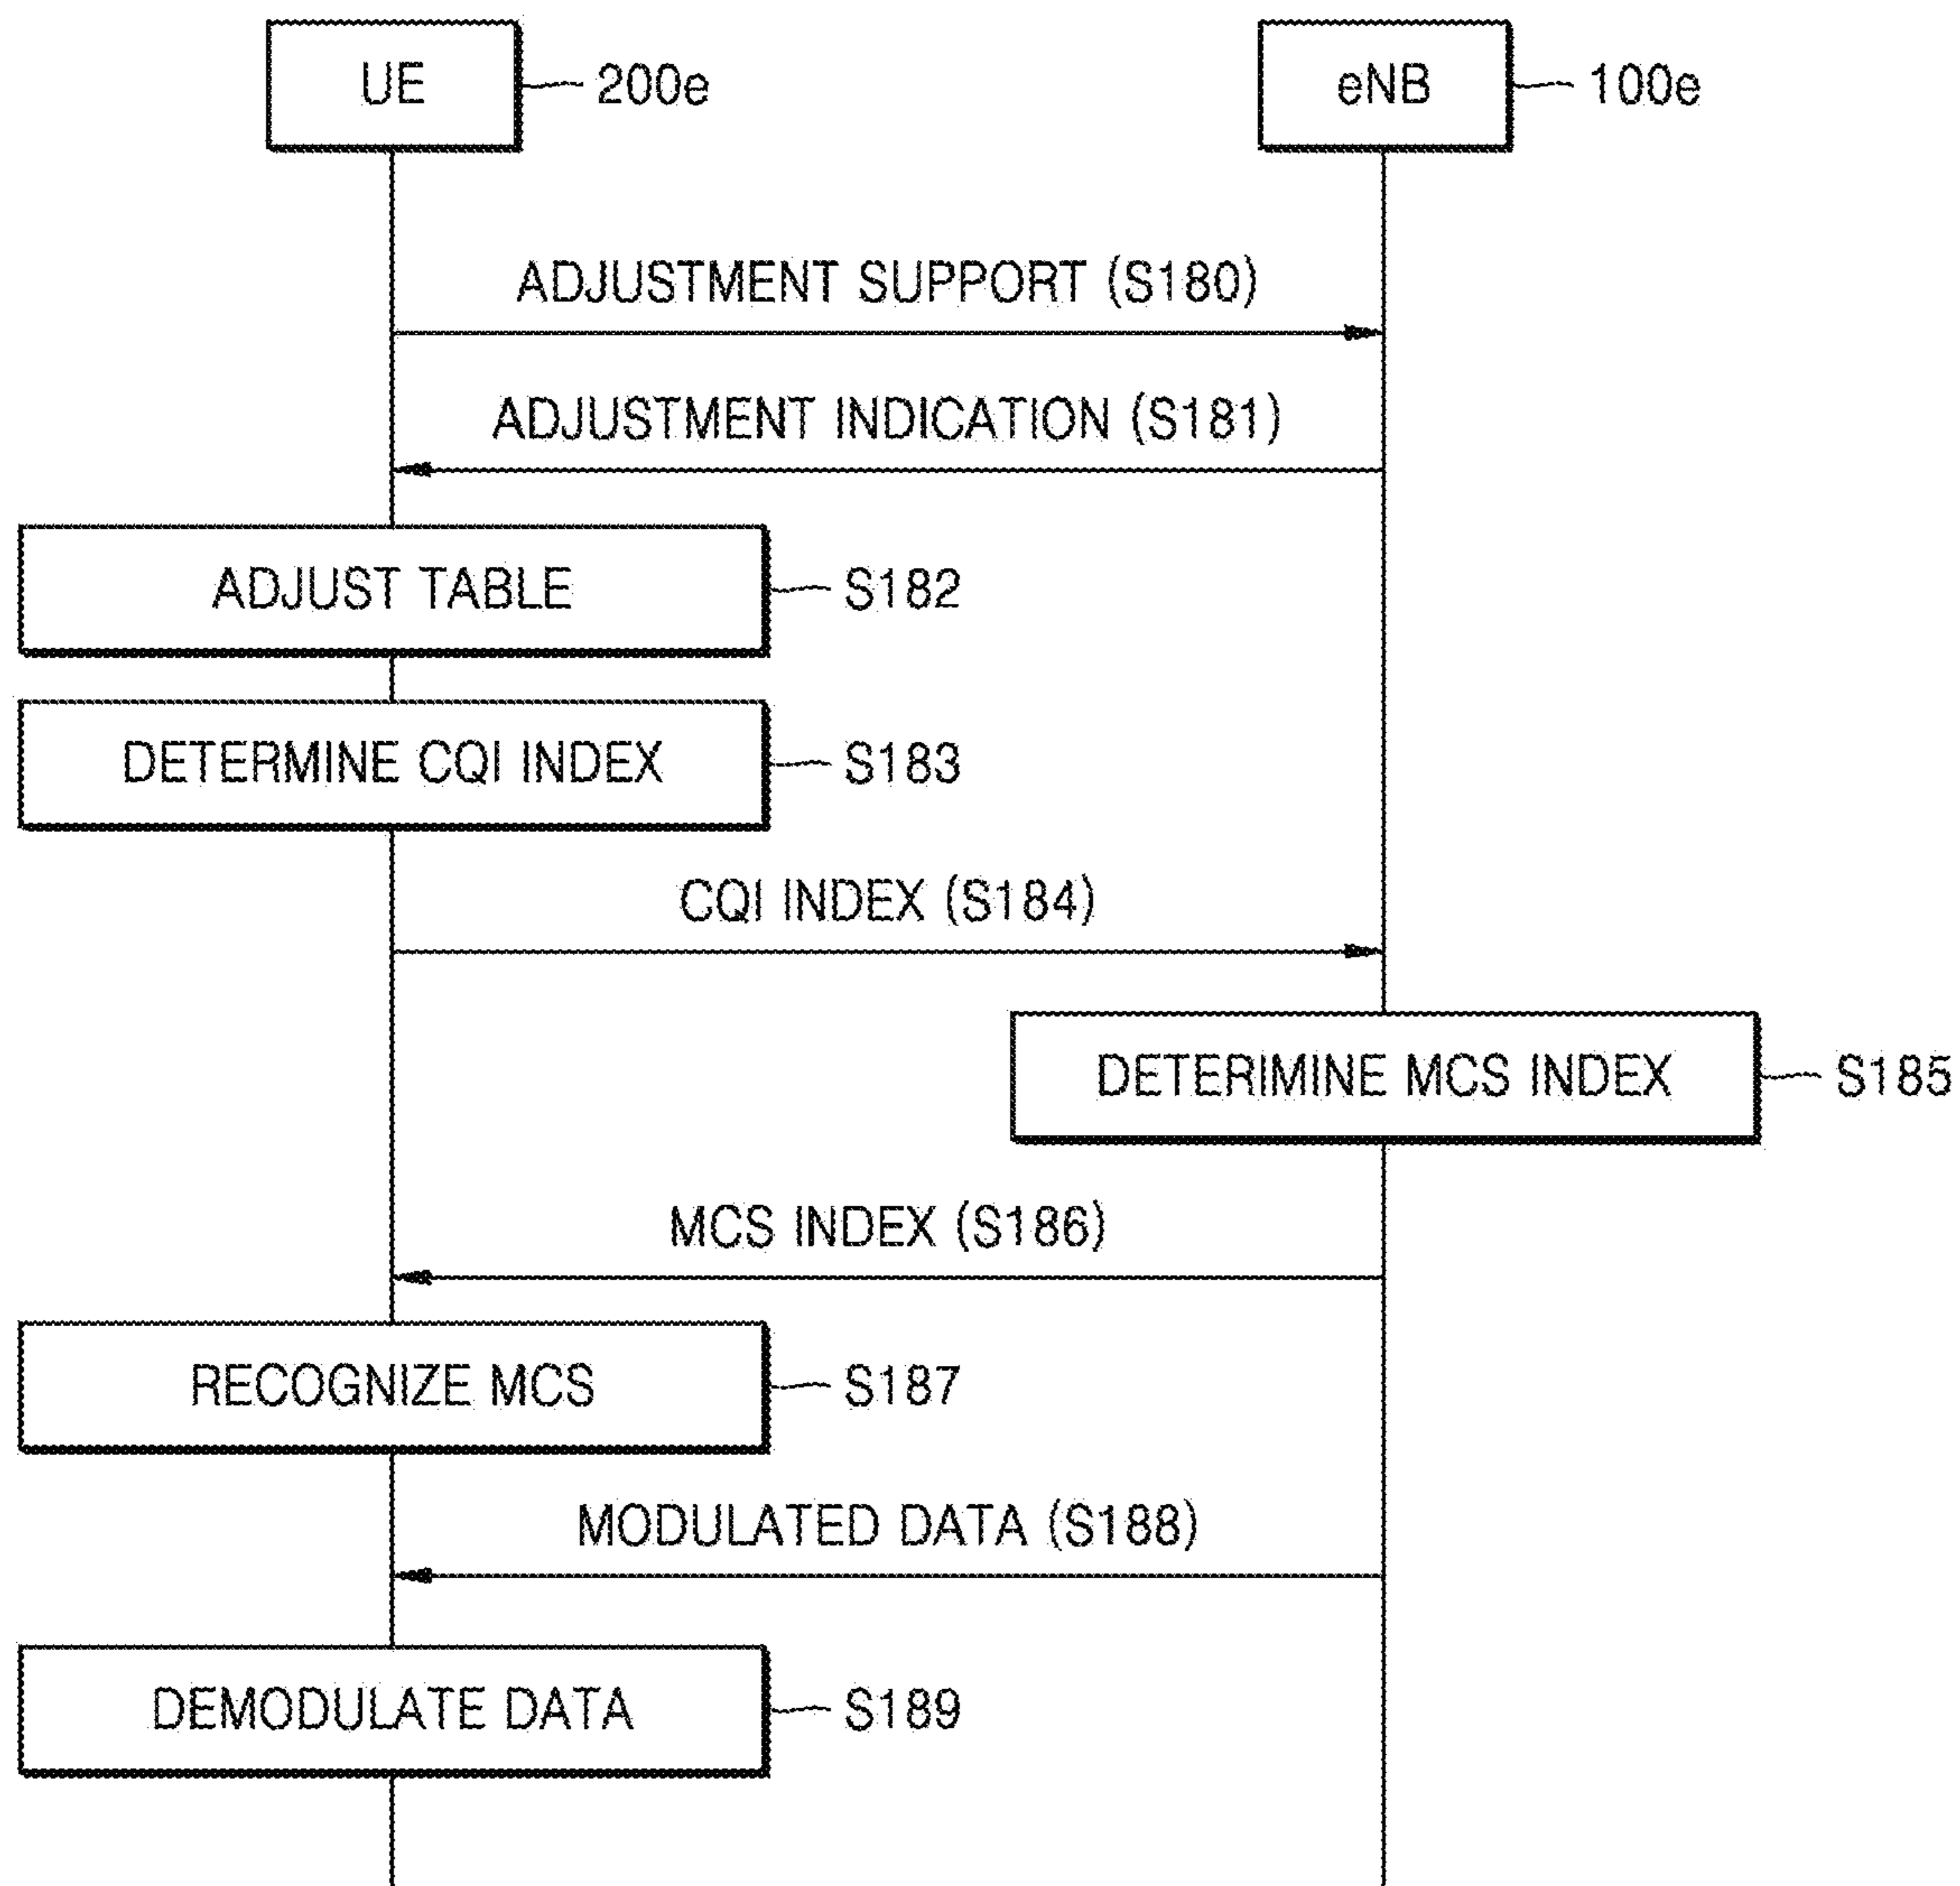 UE
200e
eNB
100e
ADJUSTMENT SUPPORT (S180)
ADJUSTMENT INDICATION (S181)
ADJUST TABLE
S182
DETERMINE CQI INDEX
S183
CQI INDEX (S184)
DETERIMINE MCS INDEX
S185
MCS INDEX (S186)
RECOGNIZE MCS
S187
MODULATED DATA (S188)
DEMODULATE DATA
S189